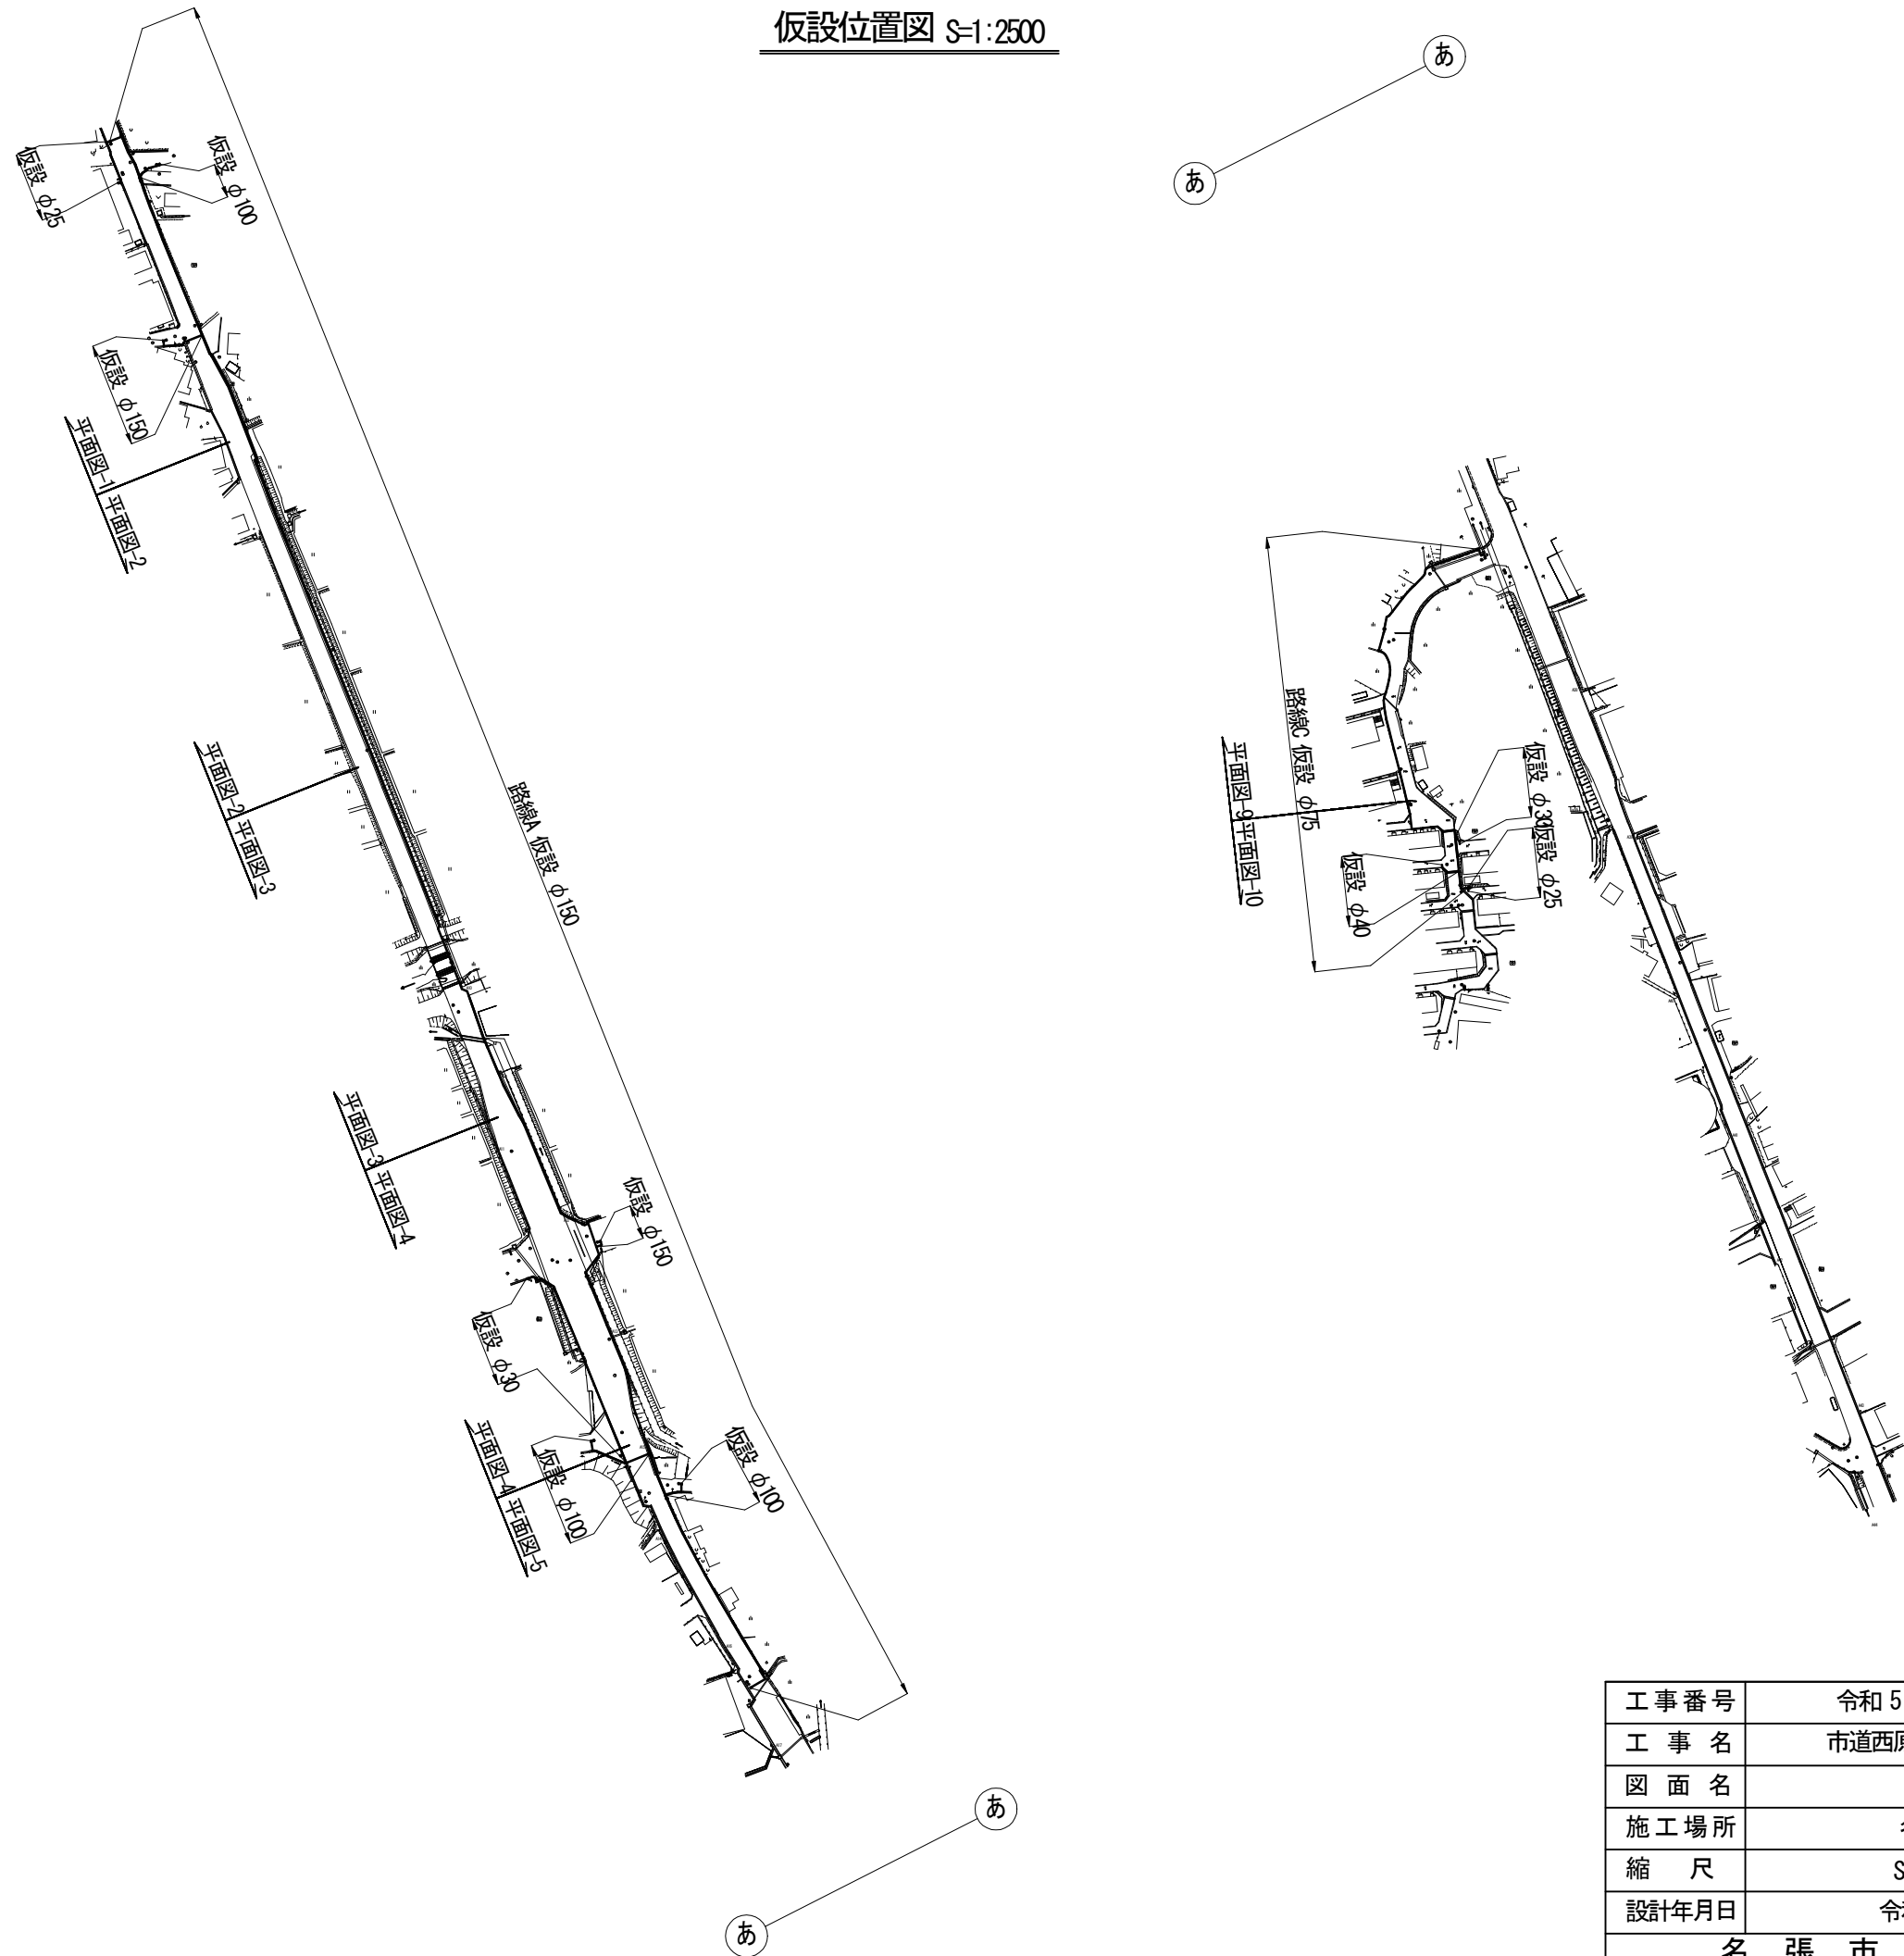 仮設位置図 S=1:2500
あ
あ
仮設 φ25
仮設 φ100
仮設 φ150
平面図-1
平面図-2
平面図-2
平面図-3
路線A 仮設 φ150
平面図-3
平面図-4
仮設 φ150
仮設 φ30
平面図-4
平面図-5
仮設 φ100
仮設 φ100
あ
あ
路線C 仮設 φ75
平面図-9
平面図-10
仮設 φ30
仮設 φ25
仮設 φ40
工事番号 令和 5
工事名 市道西原
図面名
施工場所
縮尺 S
設計年月日 令和
名張市